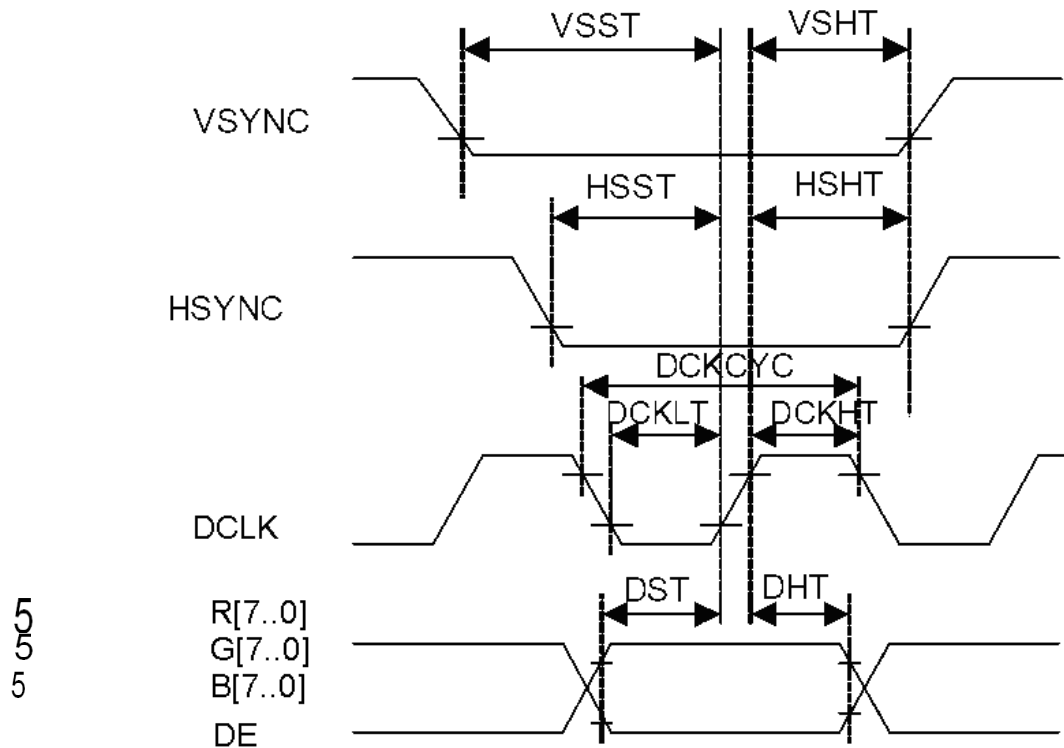 VSST VSHT
VSYNC
HSST HSHT
HSYNC
DCKCYC
DCKLT DCKHT
DCLK
DST DHT
5 R[7..0]
5 G[7..0]
5 B[7..0]
DE